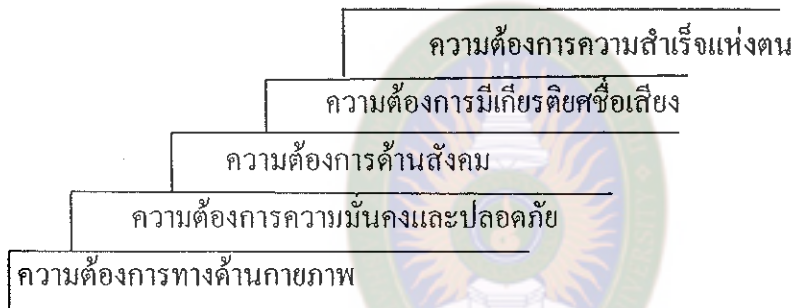 ความต้องการความสำเร็จแห่งตน
ความต้องการมีเกียรติยศชื่อเสียง
ความต้องการด้านสังคม
ความต้องการความมั่นคงและปลอดภัย
ความต้องการทางด้านกายภาพ